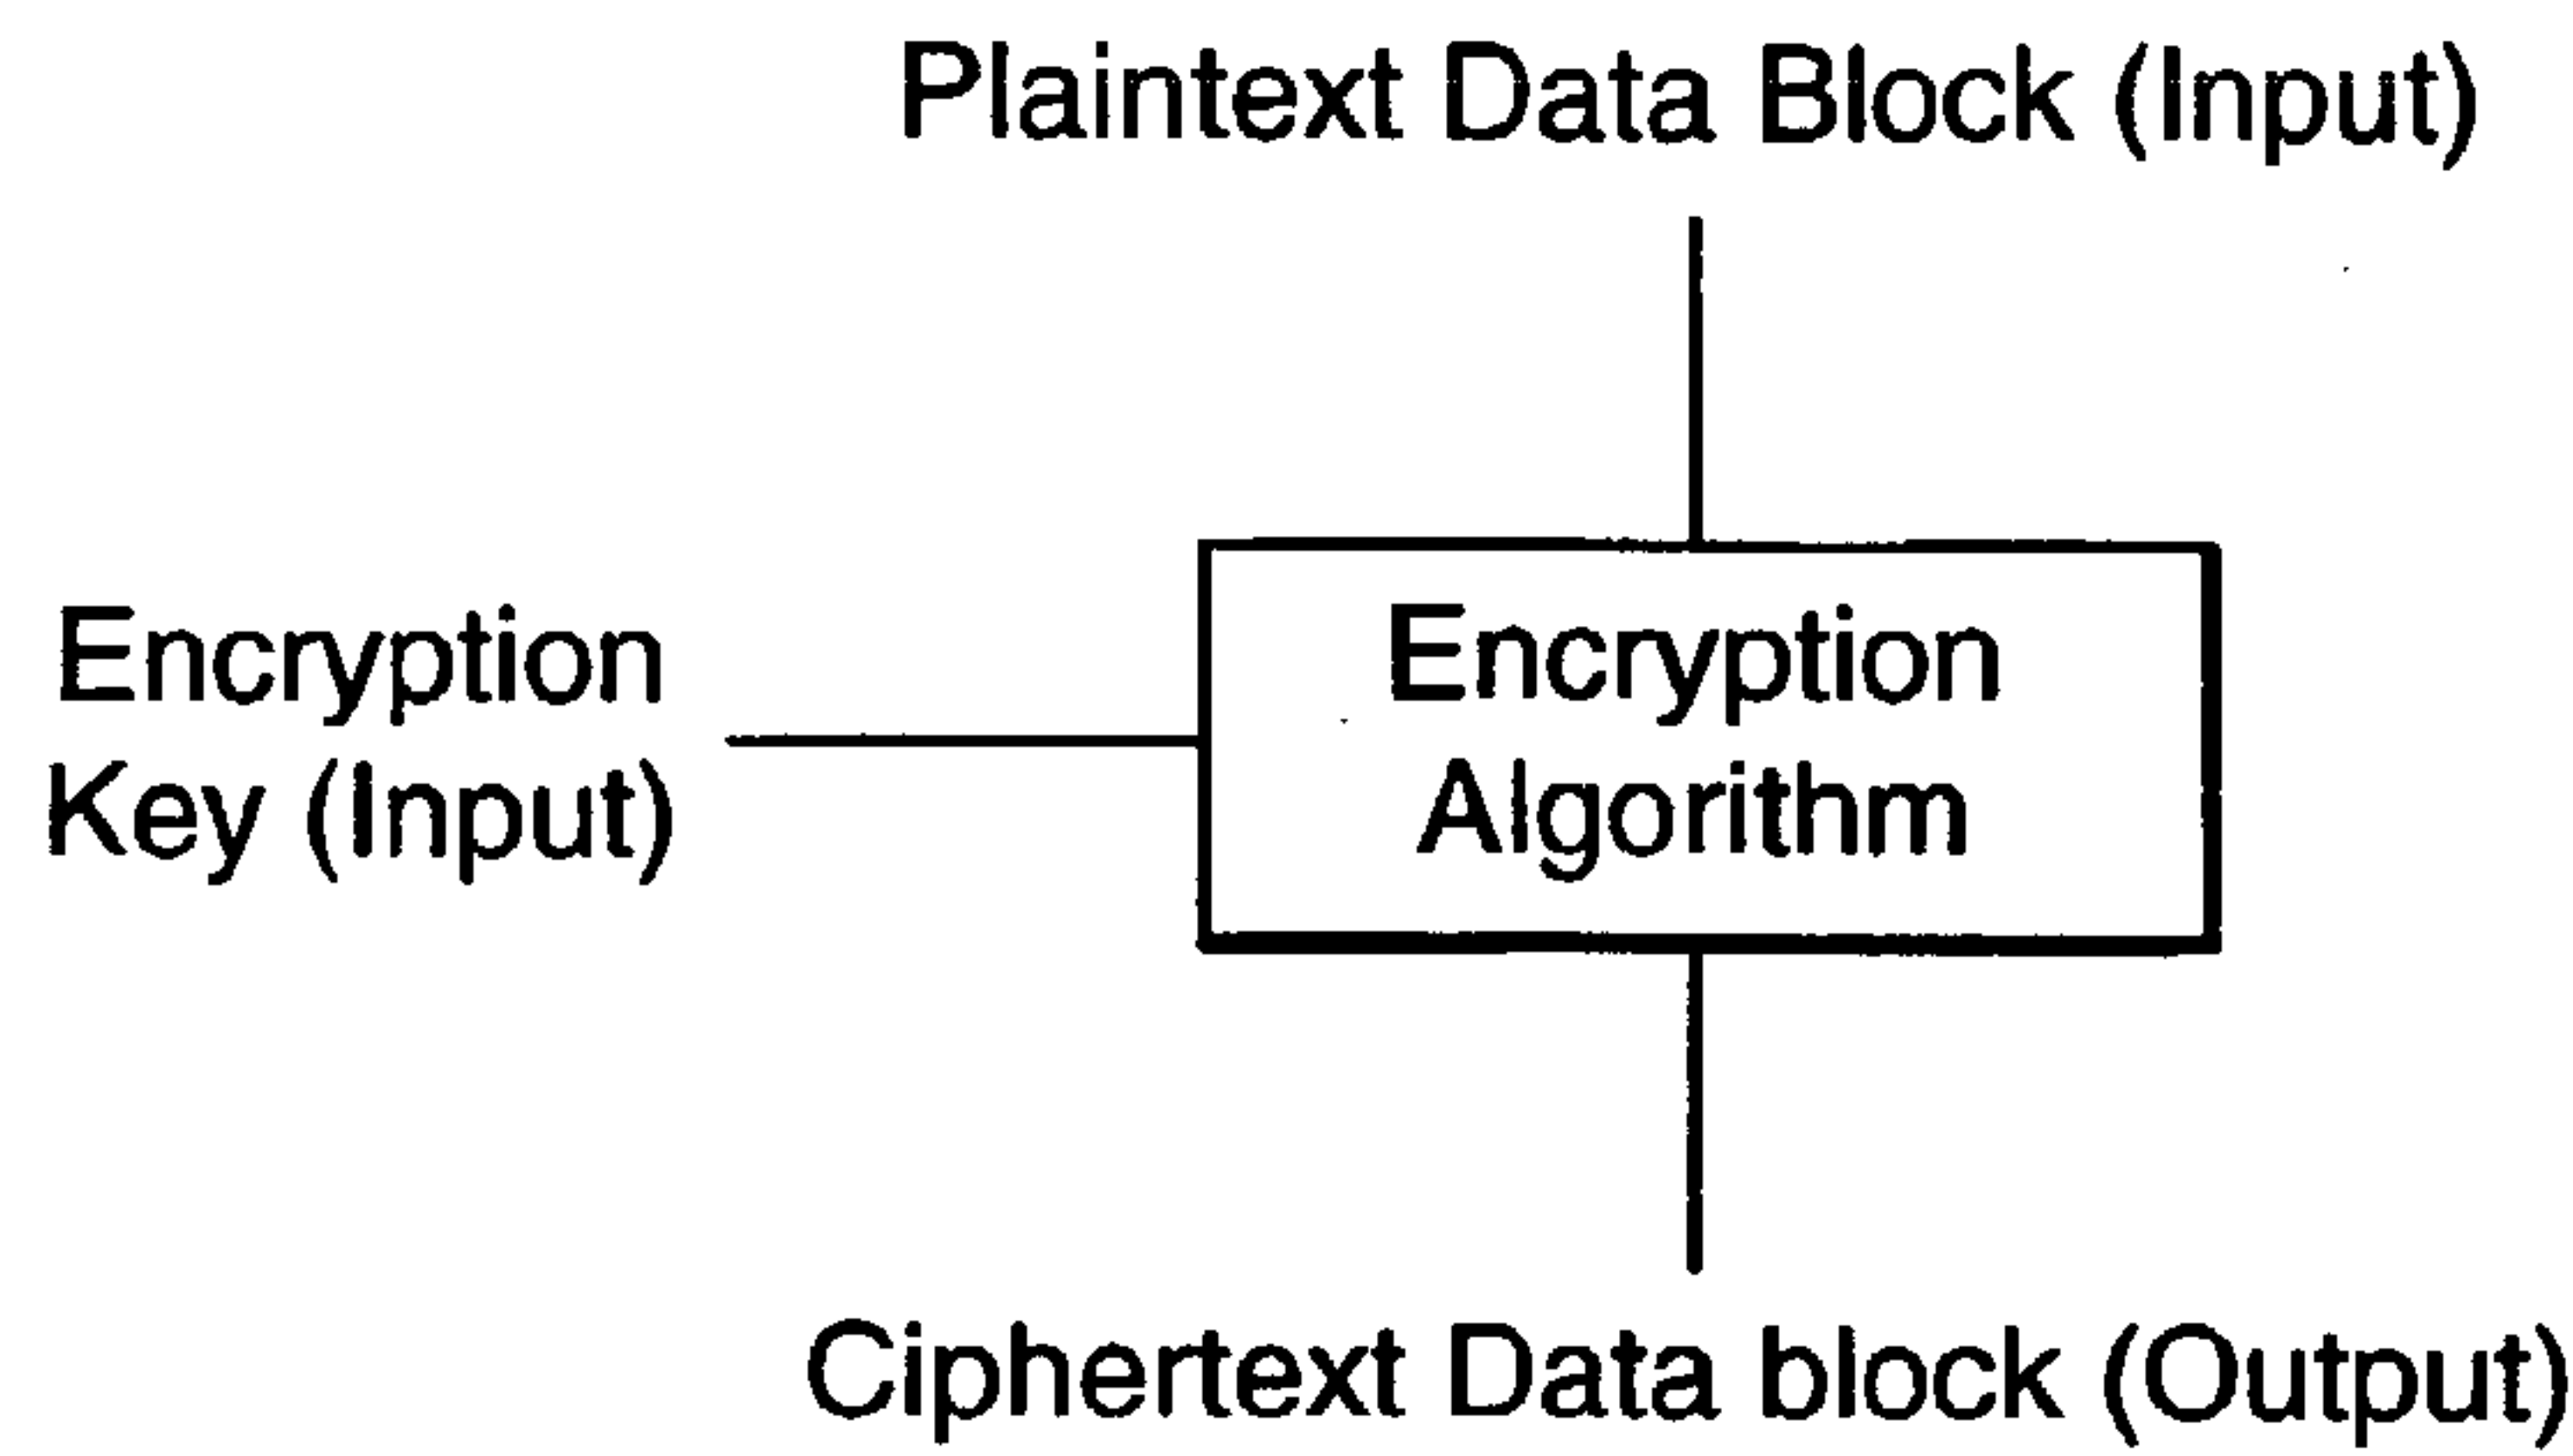 Plaintext Data Block (Input)
Encryption
Key (Input)
Encryption
Algorithm
Ciphertext Data block (Output)